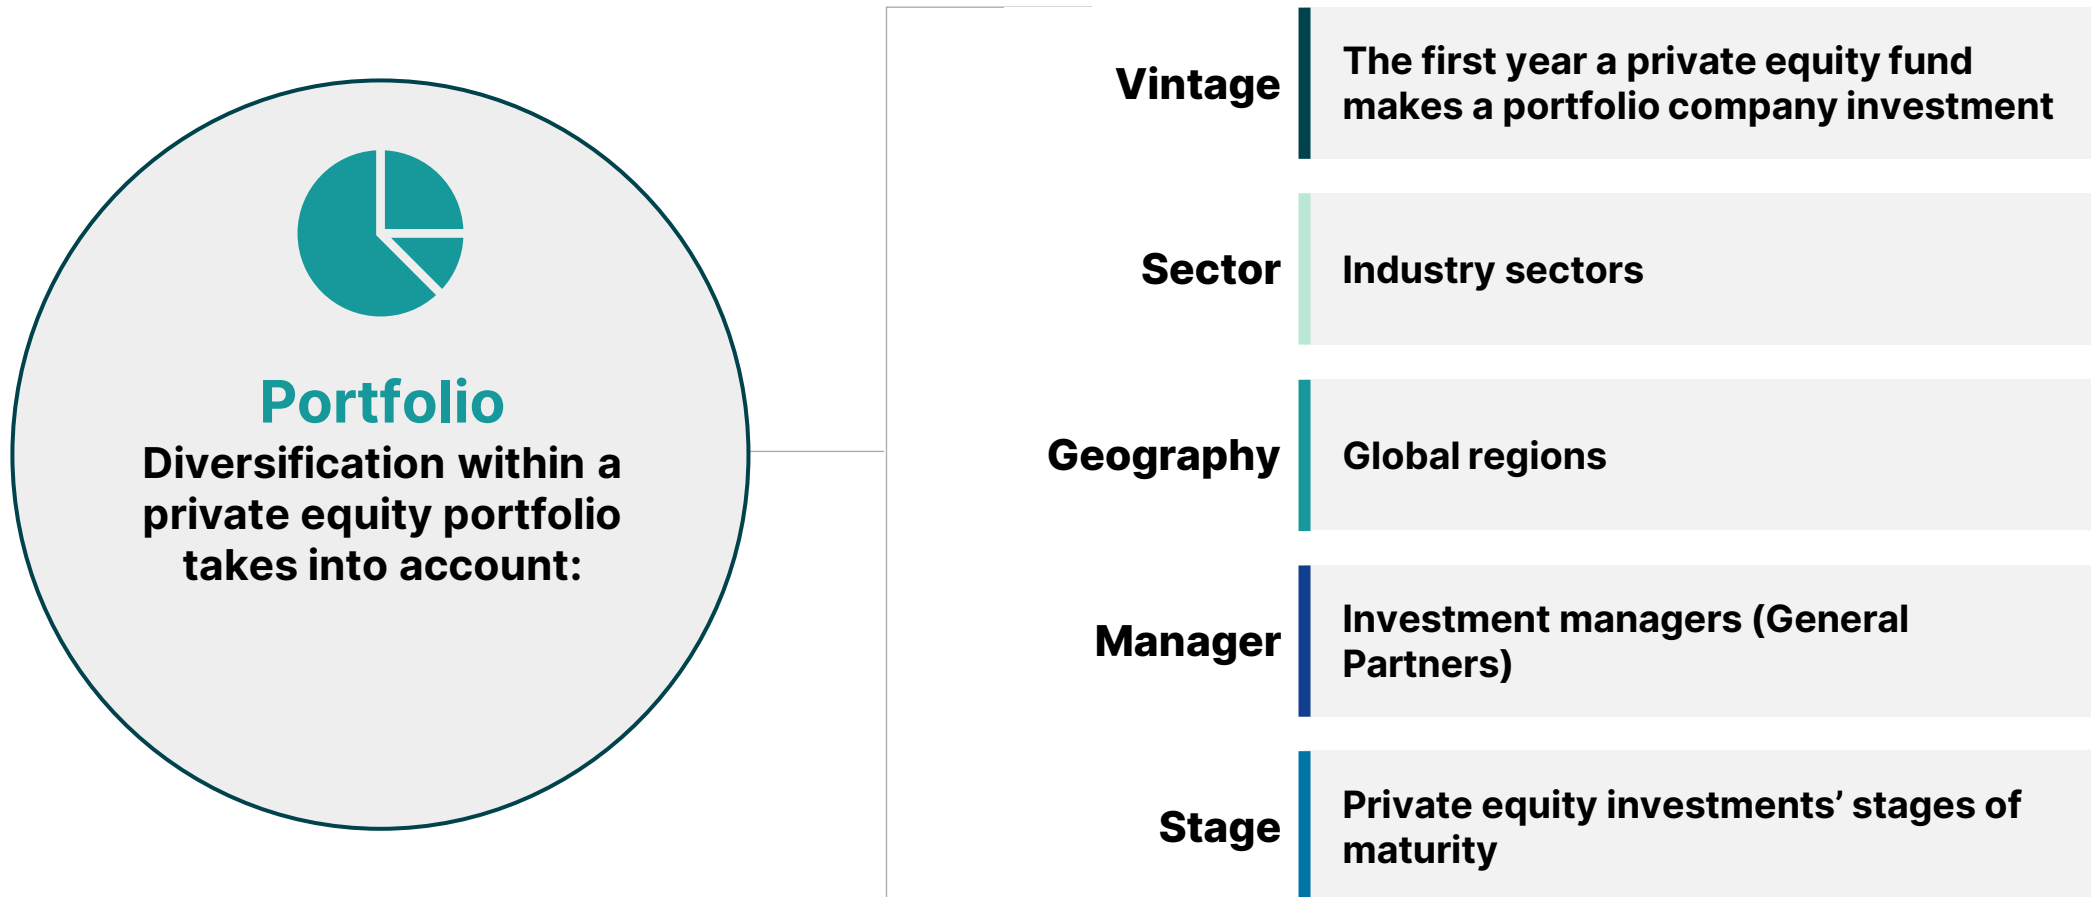 Portfolio
Diversification within a
private equity portfolio
takes into account:
Vintage
The first year a private equity fund
makes a portfolio company investment
Sector
Industry sectors
Geography
Global regions
Manager
Investment managers (General
Partners)
Stage
Private equity investments’ stages of
maturity